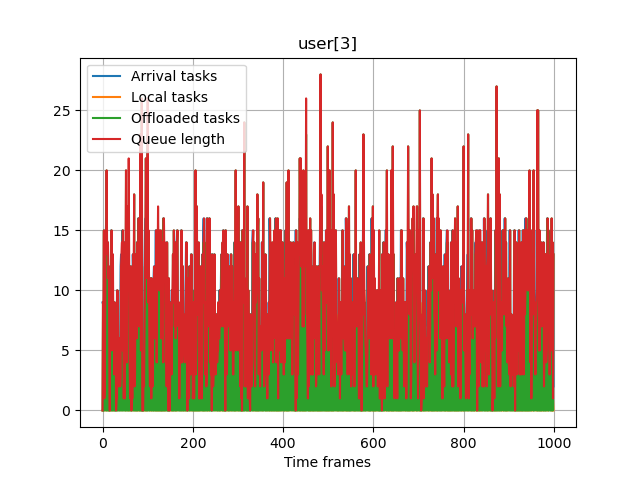 user[3]
Arrival tasks
Local tasks
Offloaded tasks
Queue length
25
20
15
10
5
0
0 200 400 600 800 1000
Time frames